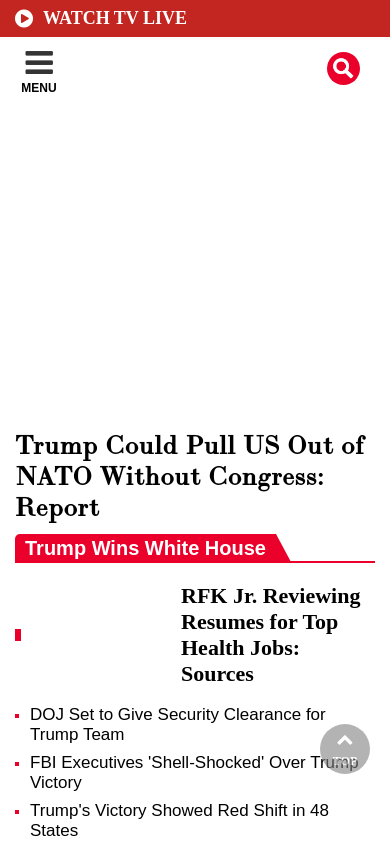 WATCH TV LIVE
MENU
Trump Could Pull US Out of
NATO Without Congress:
Report
Trump Wins White House
RFK Jr. Reviewing
Resumes for Top
Health Jobs:
Sources
DOJ Set to Give Security Clearance for
Trump Team
FBI Executives 'Shell-Shocked' Over Trump
Victory
TOP
Trump's Victory Showed Red Shift in 48
States